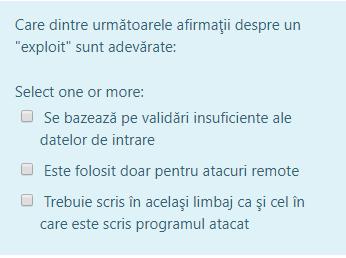 Care dintre următoarele afirmaţii despre un
"exploit" sunt adevărate:
Select one or more:
Se bazează pe validări insuficiente ale
datelor de intrare
Este folosit doar pentru atacuri remote
Trebuie scris în acelaşi limbaj ca şi cel în
care este scris programul atacat